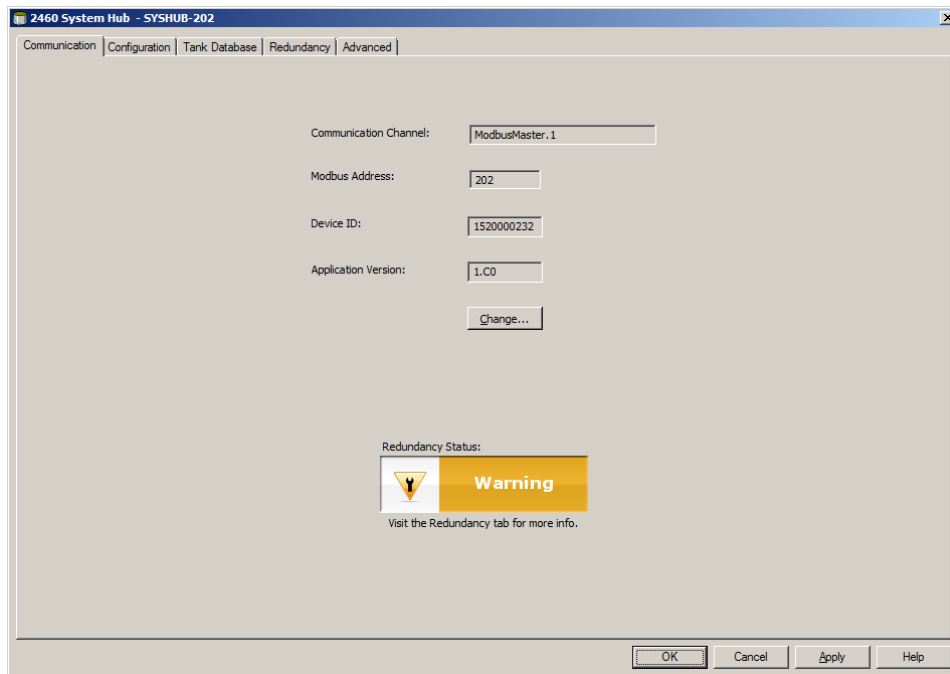 2460 System Hub - SYSHUB-202
Communication Configuration Tank Database Redundancy Advanced
Communication Channel: ModbusMaster.1
Modbus Address: 202
Device ID: 1520000232
Application Version: 1.C0
Change...
Redundancy Status:
Warning
Visit the Redundancy tab for more info.
OK Cancel Apply Help